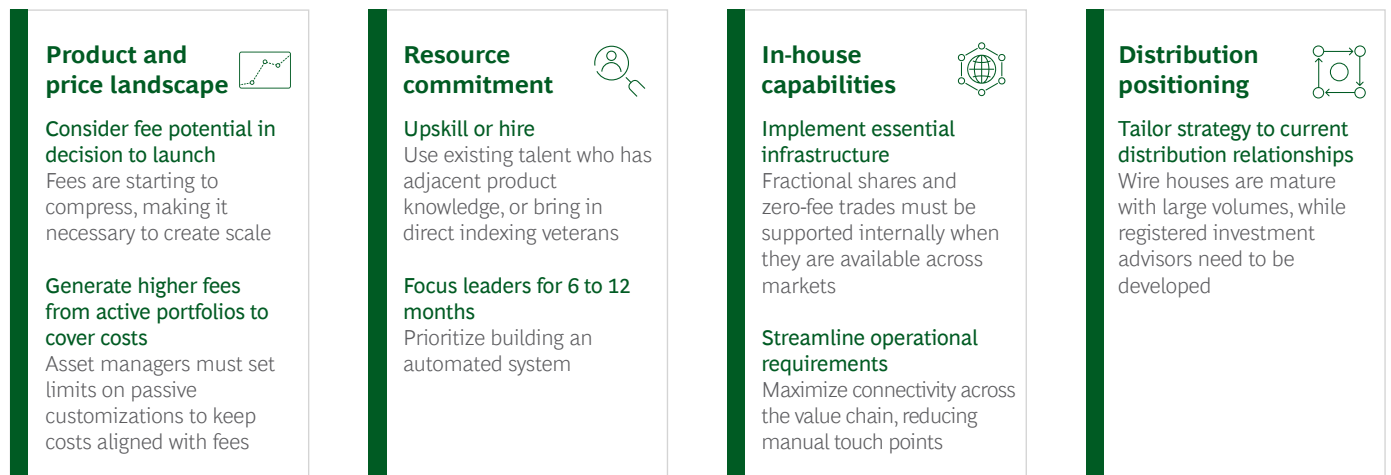 Product and
price landscape
Consider fee potential in
decision to launch
Fees are starting to
compress, making it
necessary to create scale
Generate higher fees
from active portfolios to
cover costs
Asset managers must set
limits on passive
customizations to keep
costs aligned with fees
Resource
commitment
Upskill or hire
Use existing talent who has
adjacent product
knowledge, or bring in
direct indexing veterans
Focus leaders for 6 to 12
months
Prioritize building an
automated system
In-house
capabilities
Implement essential
infrastructure
Fractional shares and
zero-fee trades must be
supported internally when
they are available across
markets
Streamline operational
requirements
Maximize connectivity across
the value chain, reducing
manual touch points
Distribution
positioning
Tailor strategy to current
distribution relationships
Wire houses are mature
with large volumes, while
registered investment
advisors need to be
developed